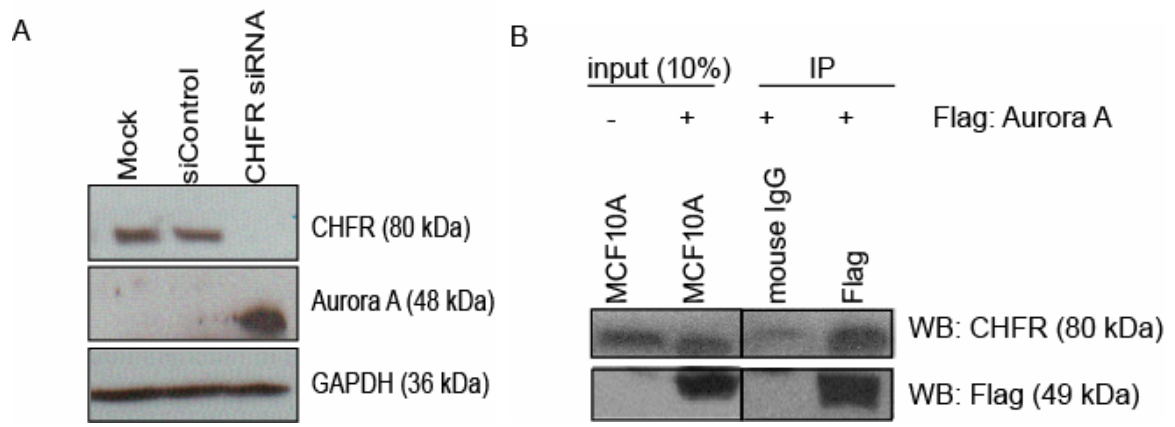 A
Mock
siControl
CHFR siRNA
CHFR (80 kDa)
Aurora A (48 kDa)
GAPDH (36 kDa)
B
input (10%) IP
- + + + Flag: Aurora A
MCF10A
MCF10A
mouse IgG
Flag
WB: CHFR (80 kDa)
WB: Flag (49 kDa)